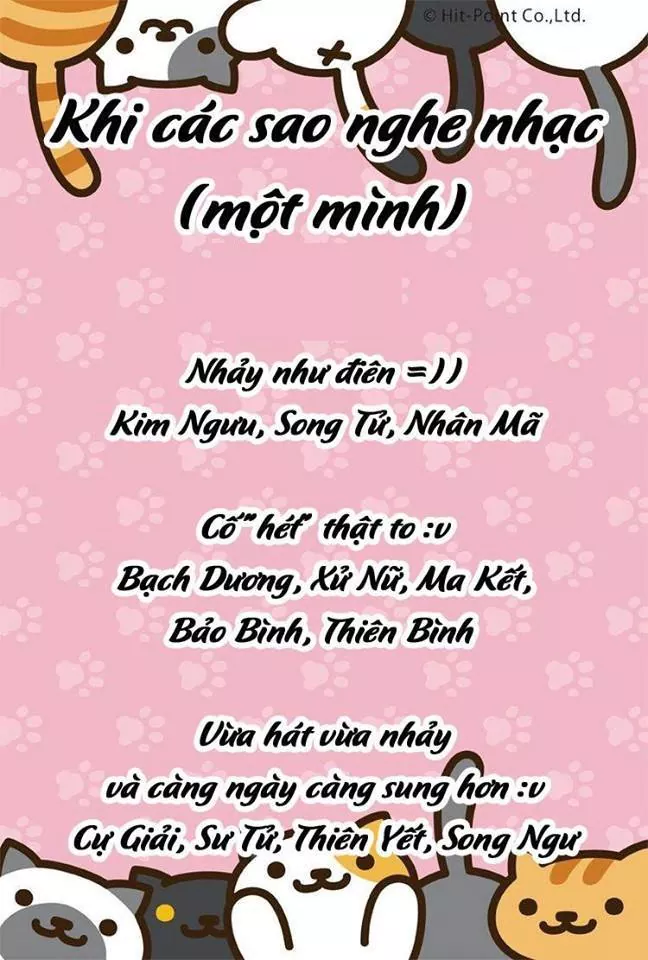 © Hit-Point Co.,Ltd.
Khi các sao nghe nhạc
(một mình)
Nhảy như điên =))
Kim Ngưu, Song Tử, Nhân Mã
Cố "hét" thật to :v
Bạch Dương, Xử Nữ, Ma Kết,
Bảo Bình, Thiên Bình
Vừa hát vừa nhảy
và càng ngày càng sung hơn :v
Cự Giải, Sư Tử, Thiên Yết, Song Ngư